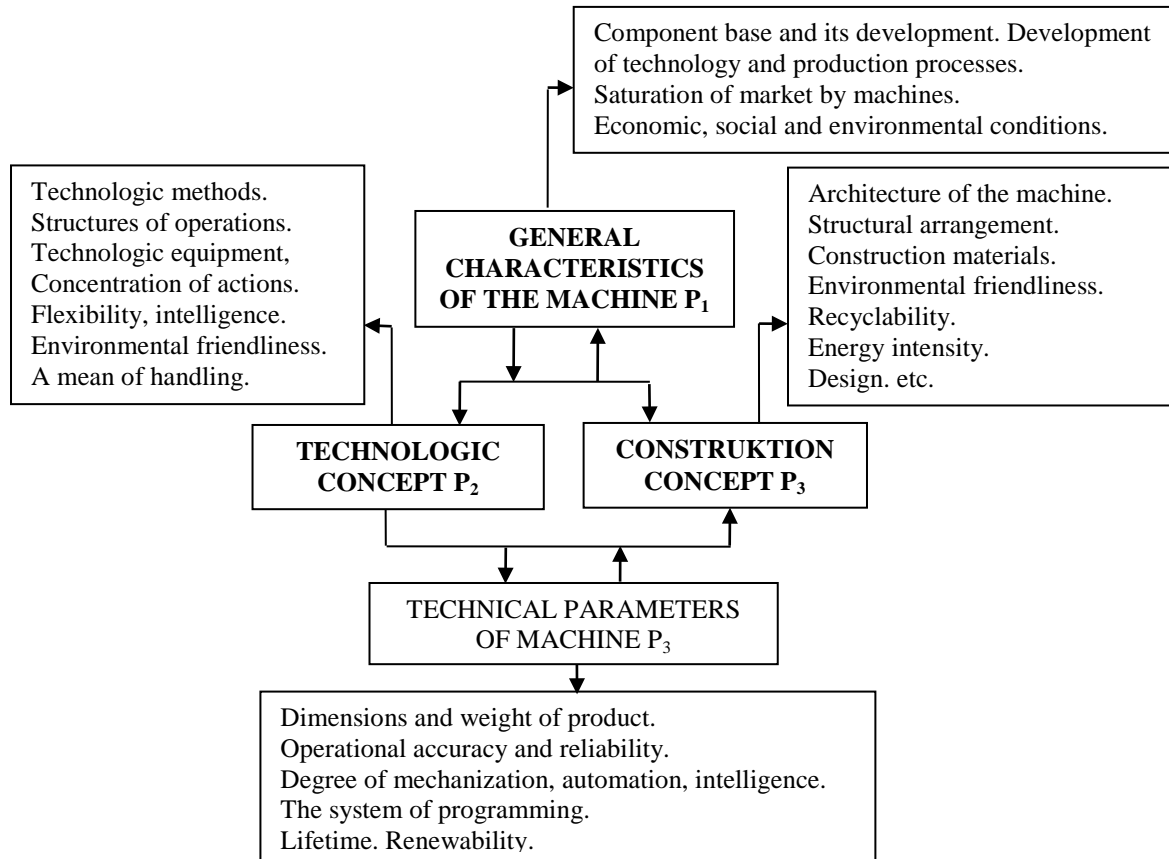 Component base and its development. Development
of technology and production processes.
Saturation of market by machines.
Economic, social and environmental conditions.
Technologic methods.
Structures of operations.
Technologic equipment,
Concentration of actions.
Flexibility, intelligence.
Environmental friendliness.
A mean of handling.
GENERAL
CHARACTERISTICS
OF THE MACHINE P₁
Architecture of the machine.
Structural arrangement.
Construction materials.
Environmental friendliness.
Recyclability.
Energy intensity.
Design. etc.
TECHNOLOGIC
CONCEPT P₂
CONSTRUKTION
CONCEPT P₃
TECHNICAL PARAMETERS
OF MACHINE P₃
Dimensions and weight of product.
Operational accuracy and reliability.
Degree of mechanization, automation, intelligence.
The system of programming.
Lifetime. Renewability.